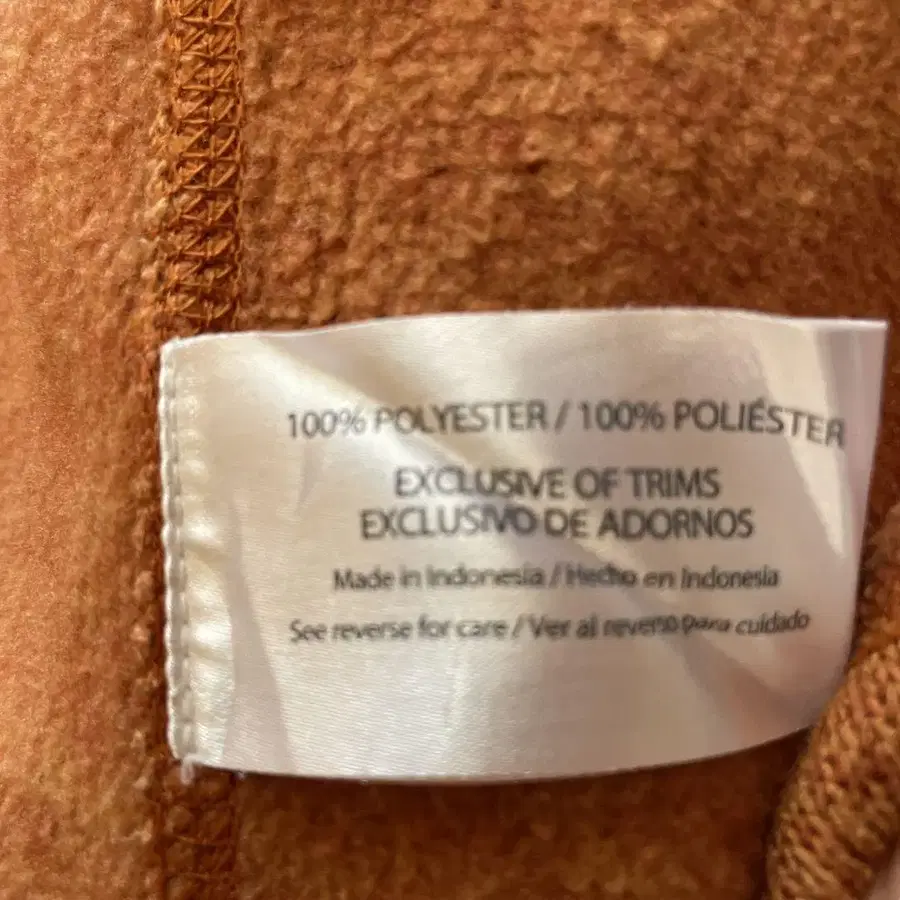 100% POLYESTER / 100% POLIÉSTER
EXCLUSIVE OF TRIMS
EXCLUSIVO DE ADORNOS
Made in Indonesia / Hecho en Indonesia
See reverse for care / Ver al reverso para cuidado